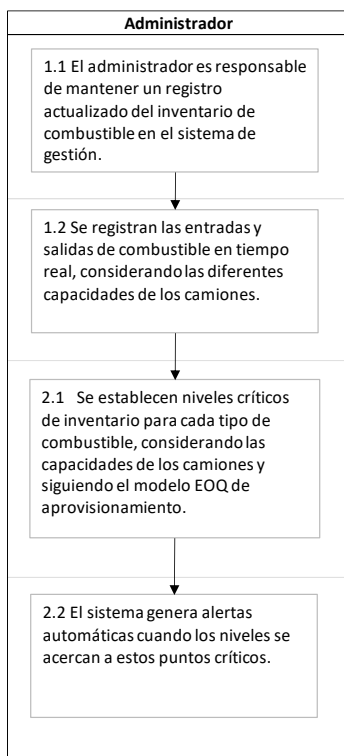 Administrador
1.1 El administrador es responsable
de mantener un registro
actualizado del inventario de
combustible en el sistema de
gestión.
1.2 Se registran las entradas y
salidas de combustible en tiempo
real, considerando las diferentes
capacidades de los camiones.
2.1 Se establecen niveles críticos
de inventario para cada tipo de
combustible, considerando las
capacidades de los camiones y
siguiendo el modelo EOQ de
aprovisionamiento.
2.2 El sistema genera alertas
automáticas cuando los niveles se
acercan a estos puntos críticos.